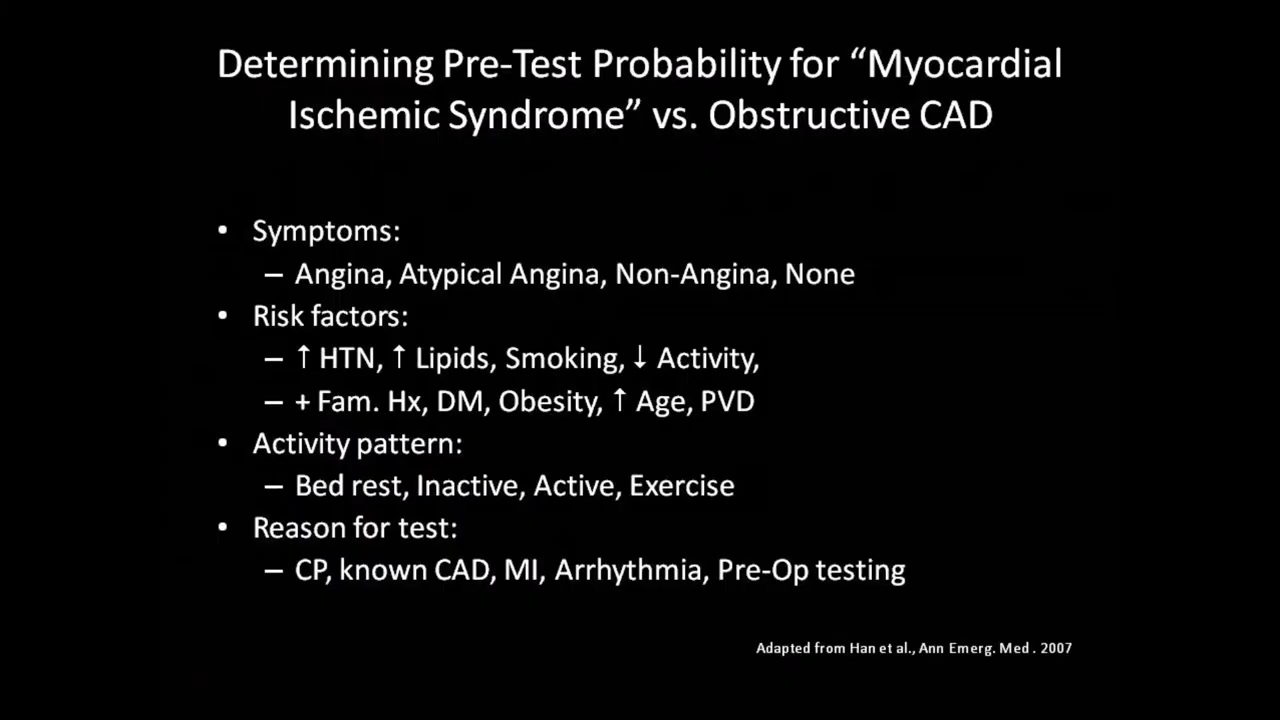 Determining Pre-Test Probability for “Myocardial
Ischemic Syndrome” vs. Obstructive CAD
• Symptoms:
– Angina, Atypical Angina, Non-Angina, None
• Risk factors:
– ↑ HTN, ↑ Lipids, Smoking, ↓ Activity,
– + Fam. Hx, DM, Obesity, ↑ Age, PVD
• Activity pattern:
– Bed rest, Inactive, Active, Exercise
• Reason for test:
– CP, known CAD, MI, Arrhythmia, Pre-Op testing
Adapted from Han et al., Ann Emerg. Med . 2007